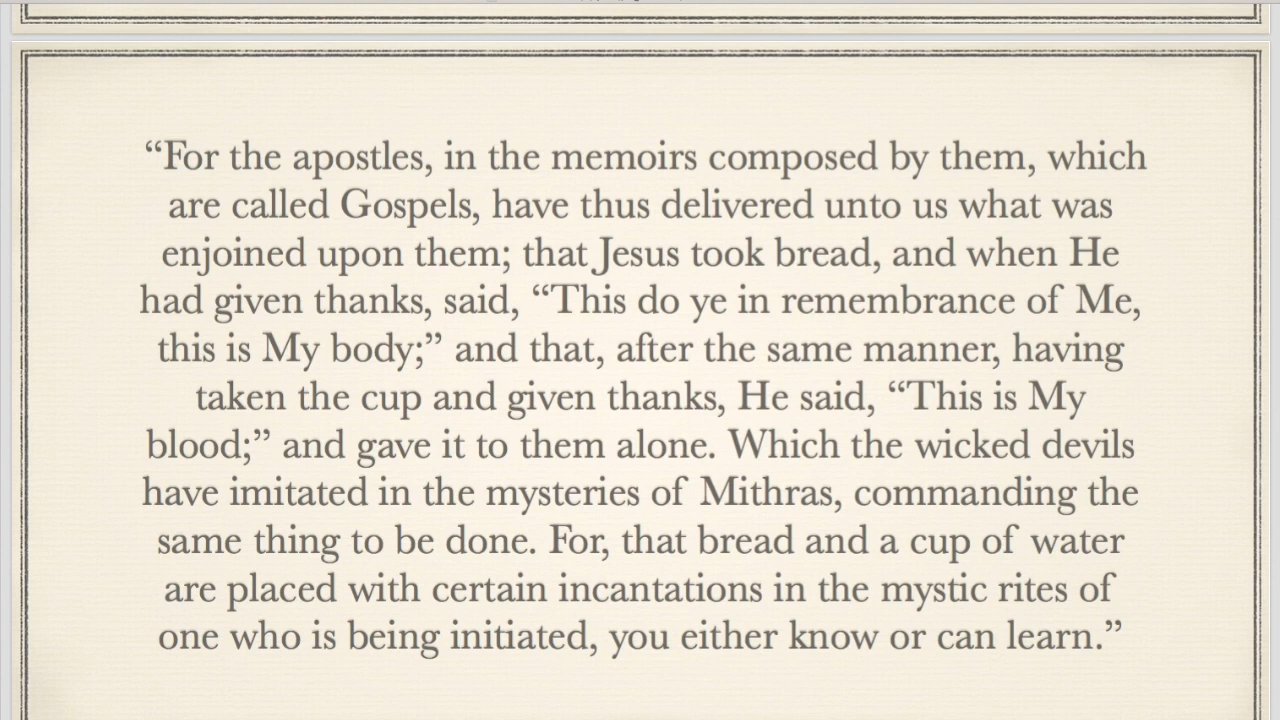 “For the apostles, in the memoirs composed by them, which
are called Gospels, have thus delivered unto us what was
enjoined upon them; that Jesus took bread, and when He
had given thanks, said, “This do ye in remembrance of Me,
this is My body;” and that, after the same manner, having
taken the cup and given thanks, He said, “This is My
blood;” and gave it to them alone. Which the wicked devils
have imitated in the mysteries of Mithras, commanding the
same thing to be done. For, that bread and a cup of water
are placed with certain incantations in the mystic rites of
one who is being initiated, you either know or can learn.”